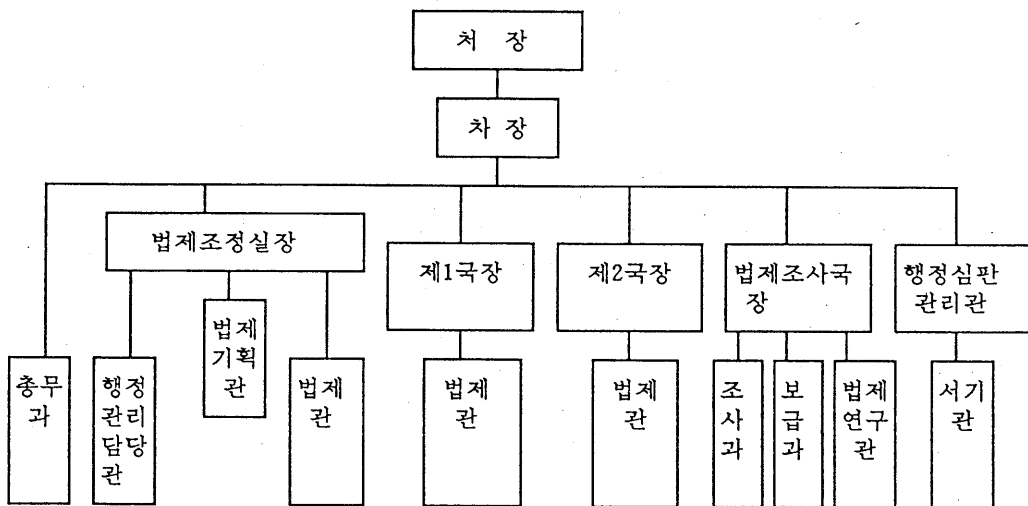 처 장
차 장
법제조정실장
제1국장
제2국장
법제조사국
장
행정심판
관리관
총무
과
행정
관리
담당
관
법제
기획
관
법제
관
법제
관
법제
관
조
사
과
보
급
과
법제
연구
관
서기
관